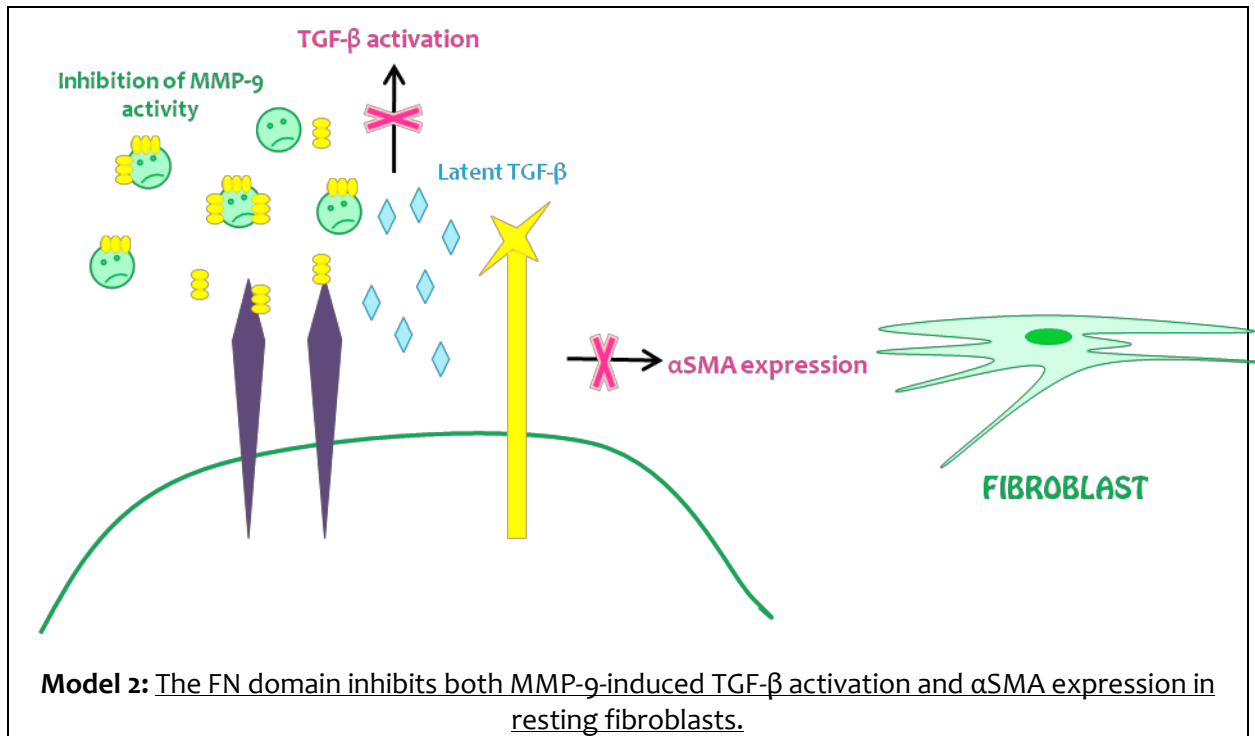 TGF-β activation
Inhibition of MMP-9
activity
Latent TGF-β
αSMA expression
FIBROBLAST
Model 2: The FN domain inhibits both MMP-9-induced TGF-β activation and αSMA expression in
resting fibroblasts.